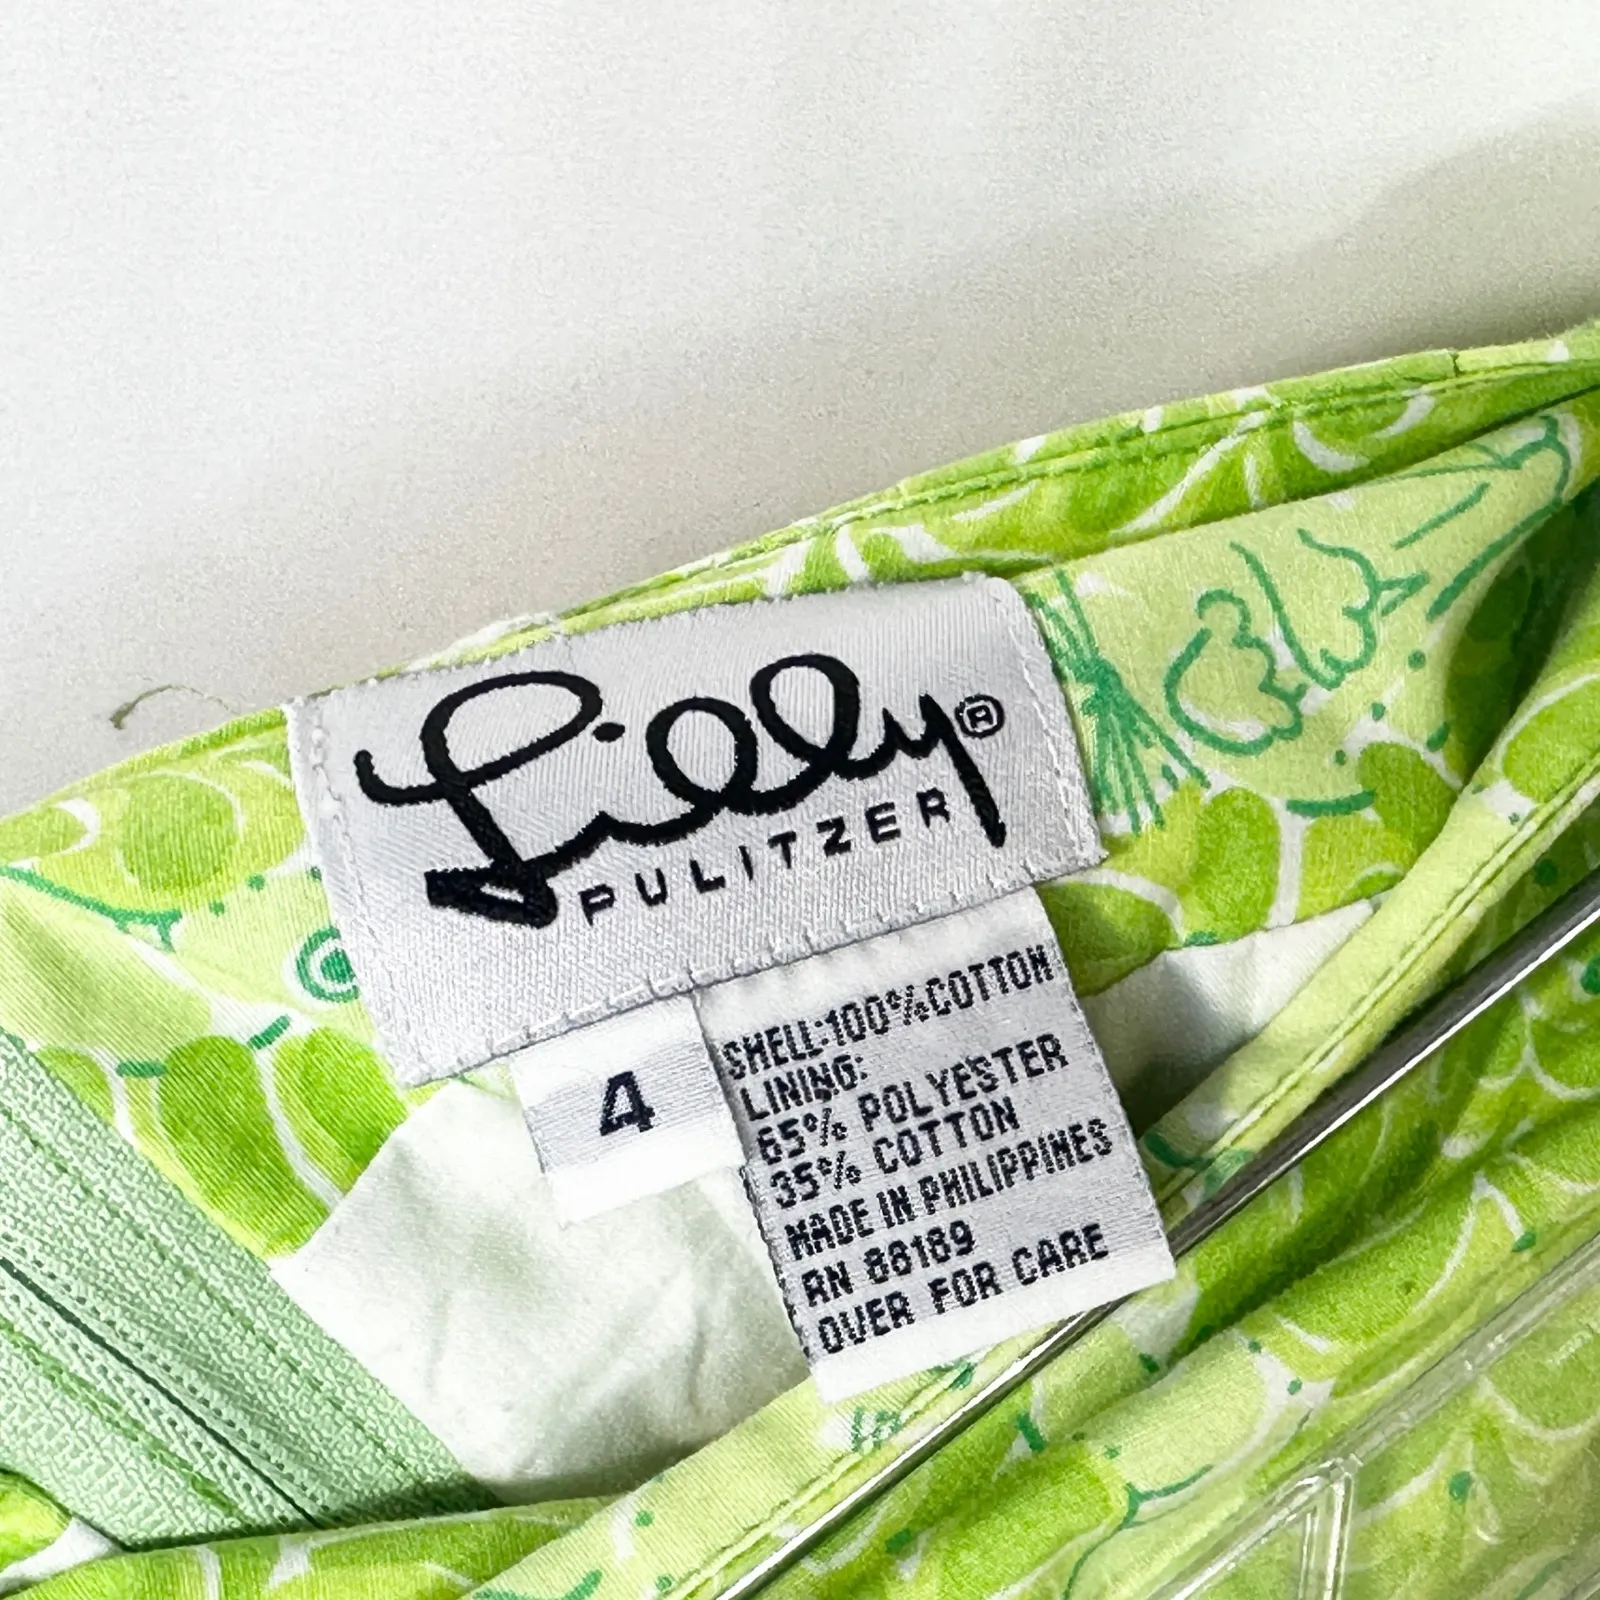 Lilly®
PULITZER
4
SHELL:100%COTTON
LINING:
65% POLYESTER
35% COTTON
MADE IN PHILIPPINES
RN 88189
OVER FOR CARE